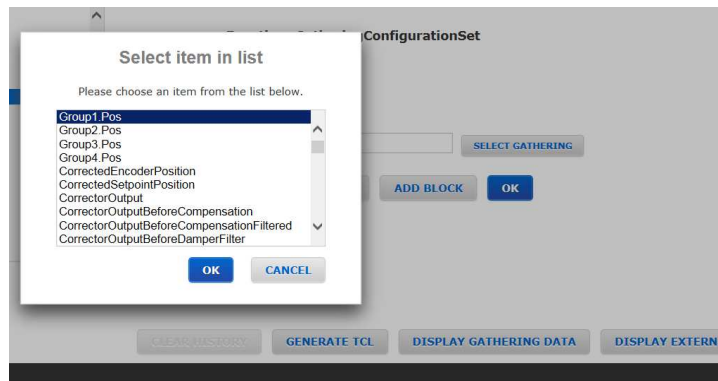 ConfigurationSet
Select item in list
Please choose an item from the list below.
Group1.Pos
Group2.Pos
Group3.Pos
Group4.Pos
CorrectedEncoderPosition
CorrectedSetpointPosition
CorrectorOutput
CorrectorOutputBeforeCompensation
CorrectorOutputBeforeCompensationFiltered
CorrectorOutputBeforeDamperFilter
OK CANCEL
SELECT GATHERING
ADD BLOCK OK
CLEAR HISTORY GENERATE TCL DISPLAY GATHERING DATA DISPLAY EXTERN